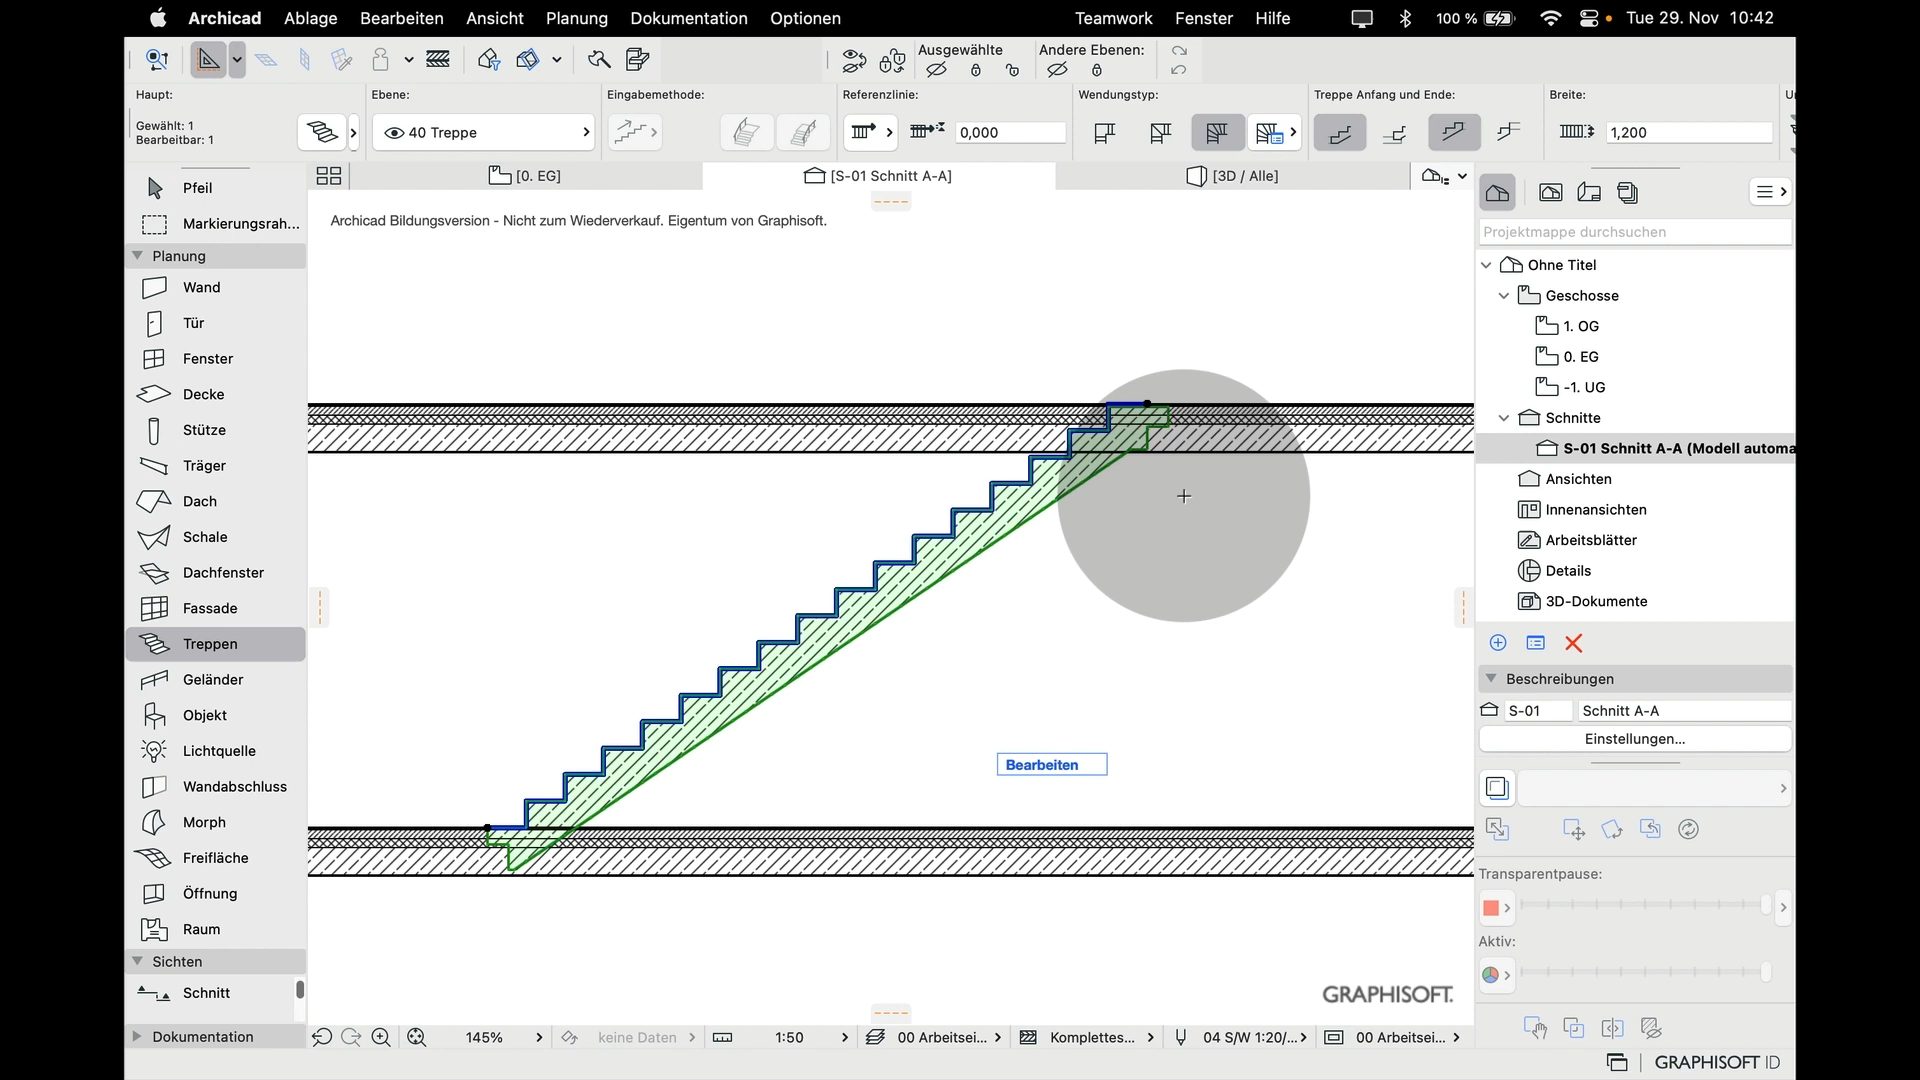 Archicad Ablage Bearbeiten Ansicht Planung Dokumentation Optionen Teamwork Fenster Hilfe 100 % Tue 29. Nov 10:42
Ausgewählte Andere Ebenen:
Haupt: Ebene: Eingabemethode: Referenzlinie: Wendungstyp: Treppe Anfang und Ende: Breite:
Gewählt: 1
Bearbeitbar: 1
40 Treppe
0,000
1,200
[0. EG] [S-01 Schnitt A-A] [3D / Alle]
Archicad Bildungsversion - Nicht zum Wiederverkauf. Eigentum von Graphisoft.
Pfeil
Markierungsrah...
Planung
Wand
Tür
Fenster
Decke
Stütze
Träger
Dach
Schale
Dachfenster
Fassade
Treppen
Geländer
Objekt
Lichtquelle
Wandabschluss
Morph
Freifläche
Öffnung
Raum
Sichten
Schnitt
Dokumentation
Bearbeiten
GRAPHISOFT.
Projektmappe durchsuchen
Ohne Titel
Geschosse
1. OG
0. EG
-1. UG
Schnitte
S-01 Schnitt A-A (Modell automa
Ansichten
Innenansichten
Arbeitsblätter
Details
3D-Dokumente
Beschreibungen
S-01 Schnitt A-A
Einstellungen...
Transparentpause:
Aktiv:
145% keine Daten 1:50 00 Arbeitsei... Komplettes... 04 S/W 1:20/... 00 Arbeitsei...
GRAPHISOFT ID